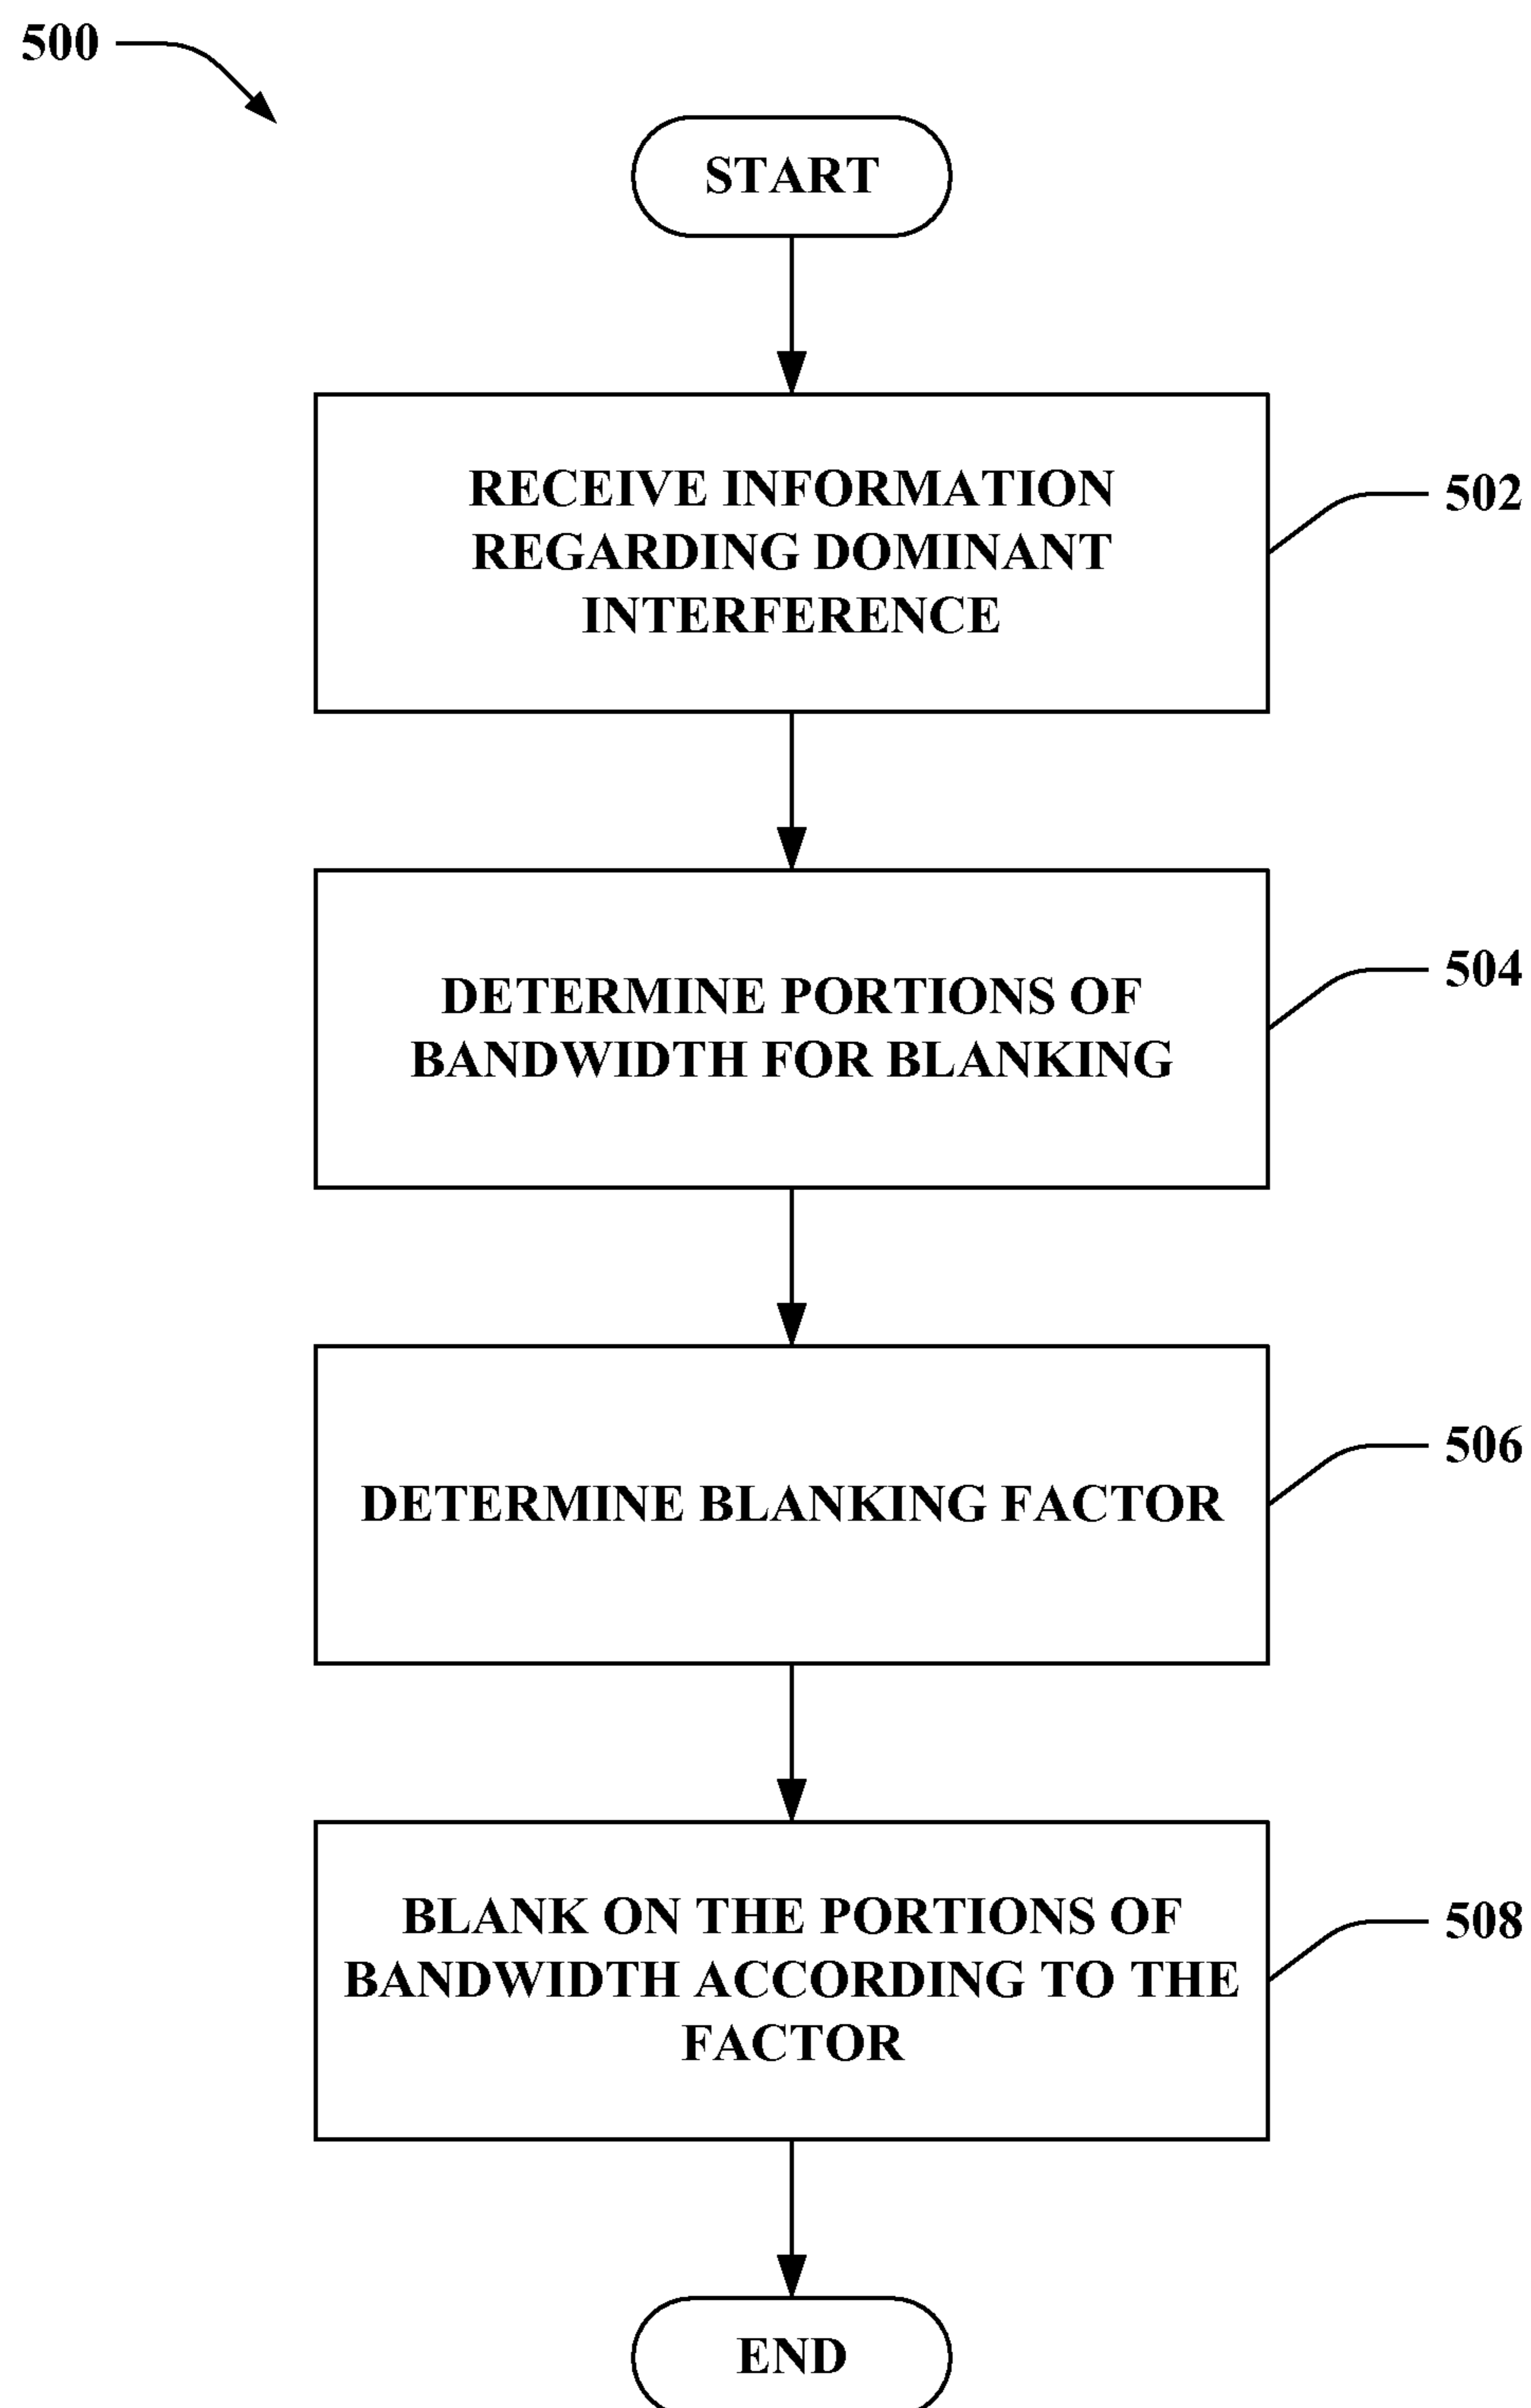 500
START
RECEIVE INFORMATION
REGARDING DOMINANT
INTERFERENCE
502
DETERMINE PORTIONS OF
BANDWIDTH FOR BLANKING
504
DETERMINE BLANKING FACTOR
506
BLANK ON THE PORTIONS OF
BANDWIDTH ACCORDING TO THE
FACTOR
508
END